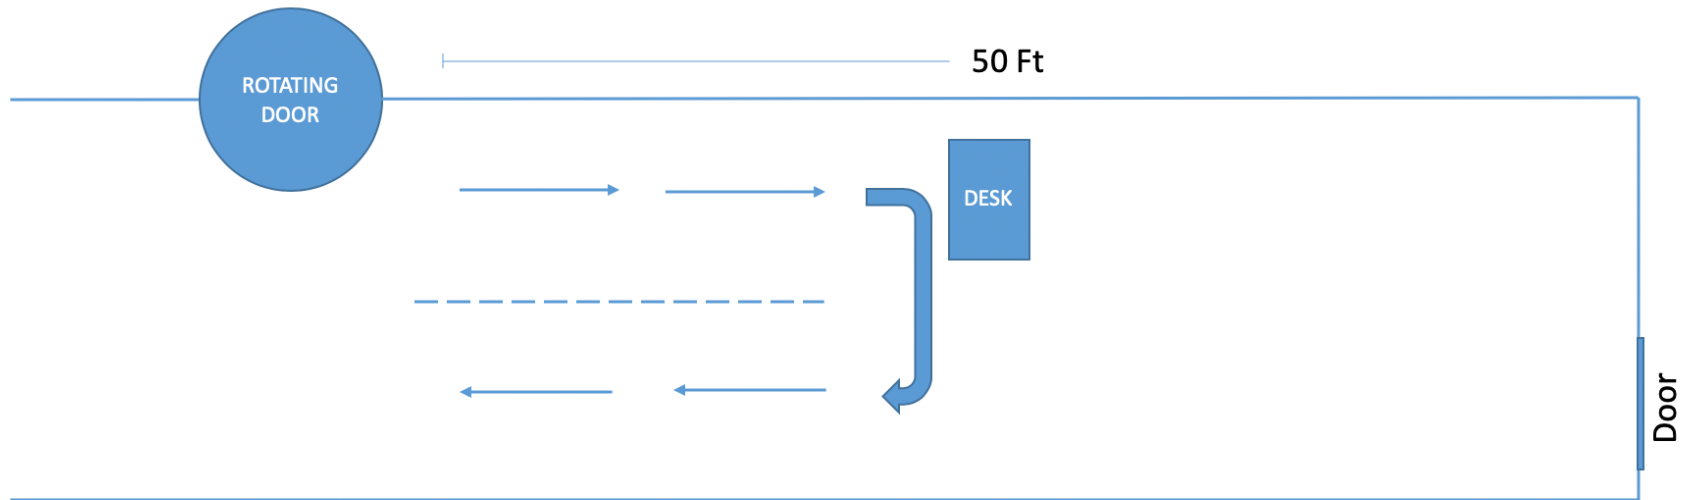 50 Ft
ROTATING
DOOR
DESK
Door